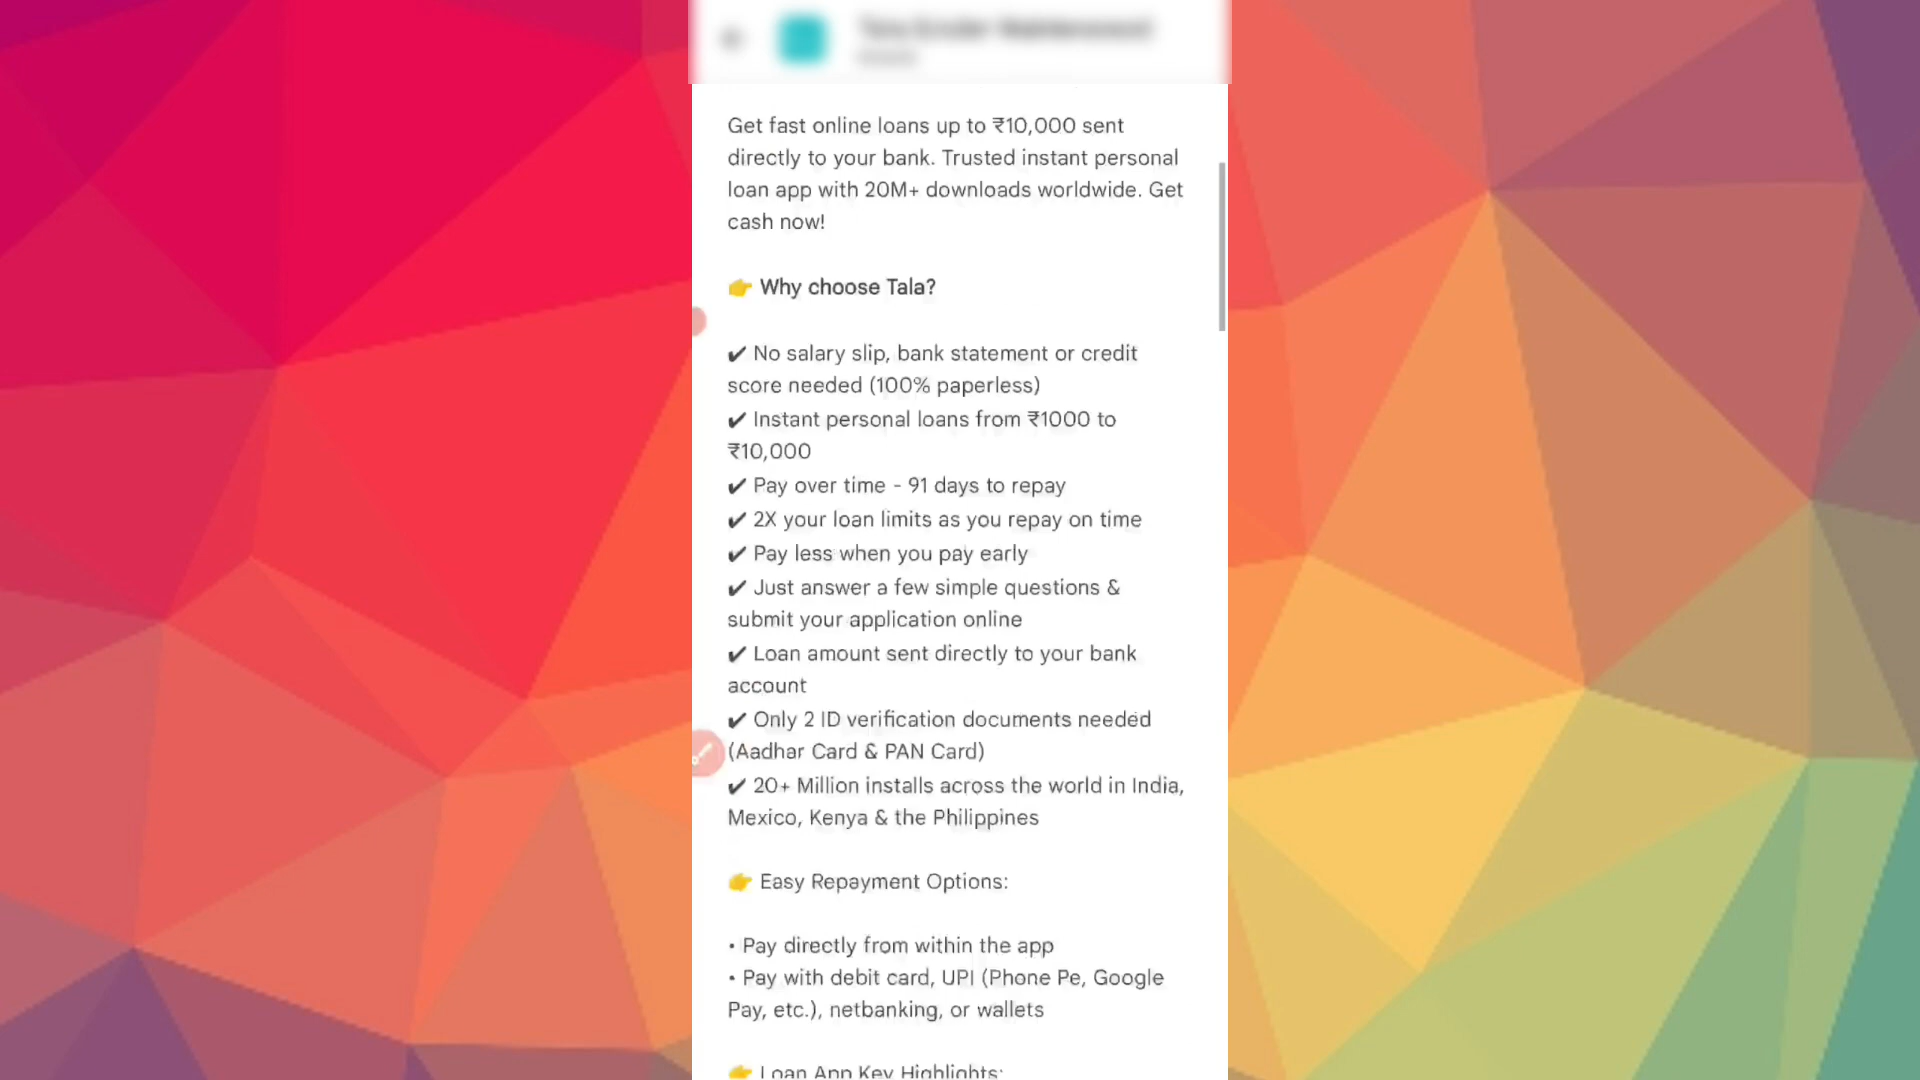 Get fast online loans up to ₹10,000 sent
directly to your bank. Trusted instant personal
loan app with 20M+ downloads worldwide. Get
cash now!
👉 Why choose Tala?
✔ No salary slip, bank statement or credit
score needed (100% paperless)
✔ Instant personal loans from ₹1000 to
₹10,000
✔ Pay over time - 91 days to repay
✔ 2X your loan limits as you repay on time
✔ Pay less when you pay early
✔ Just answer a few simple questions &
submit your application online
✔ Loan amount sent directly to your bank
account
✔ Only 2 ID verification documents needed
(Aadhar Card & PAN Card)
✔ 20+ Million installs across the world in India,
Mexico, Kenya & the Philippines
👉 Easy Repayment Options:
• Pay directly from within the app
• Pay with debit card, UPI (Phone Pe, Google
Pay, etc.), netbanking, or wallets
👉 Loan App Key Highlights: